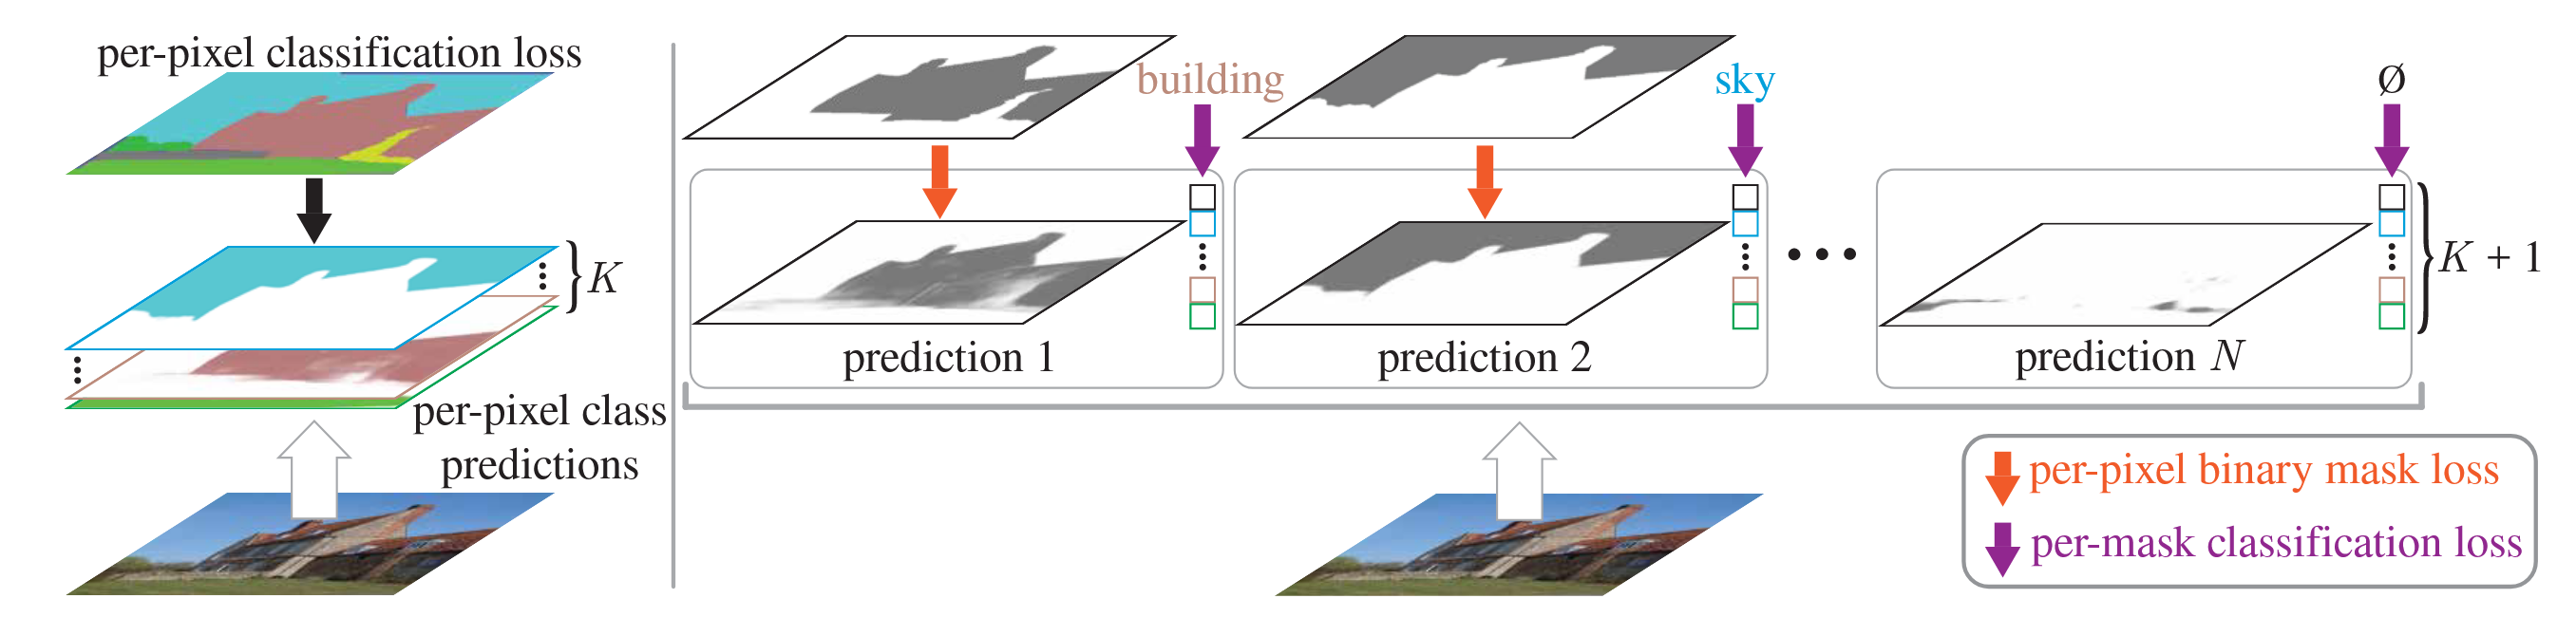 per-pixel classification loss
K
per-pixel class
predictions
building
sky
Ø
prediction 1
prediction 2
prediction N
K + 1
per-pixel binary mask loss
per-mask classification loss